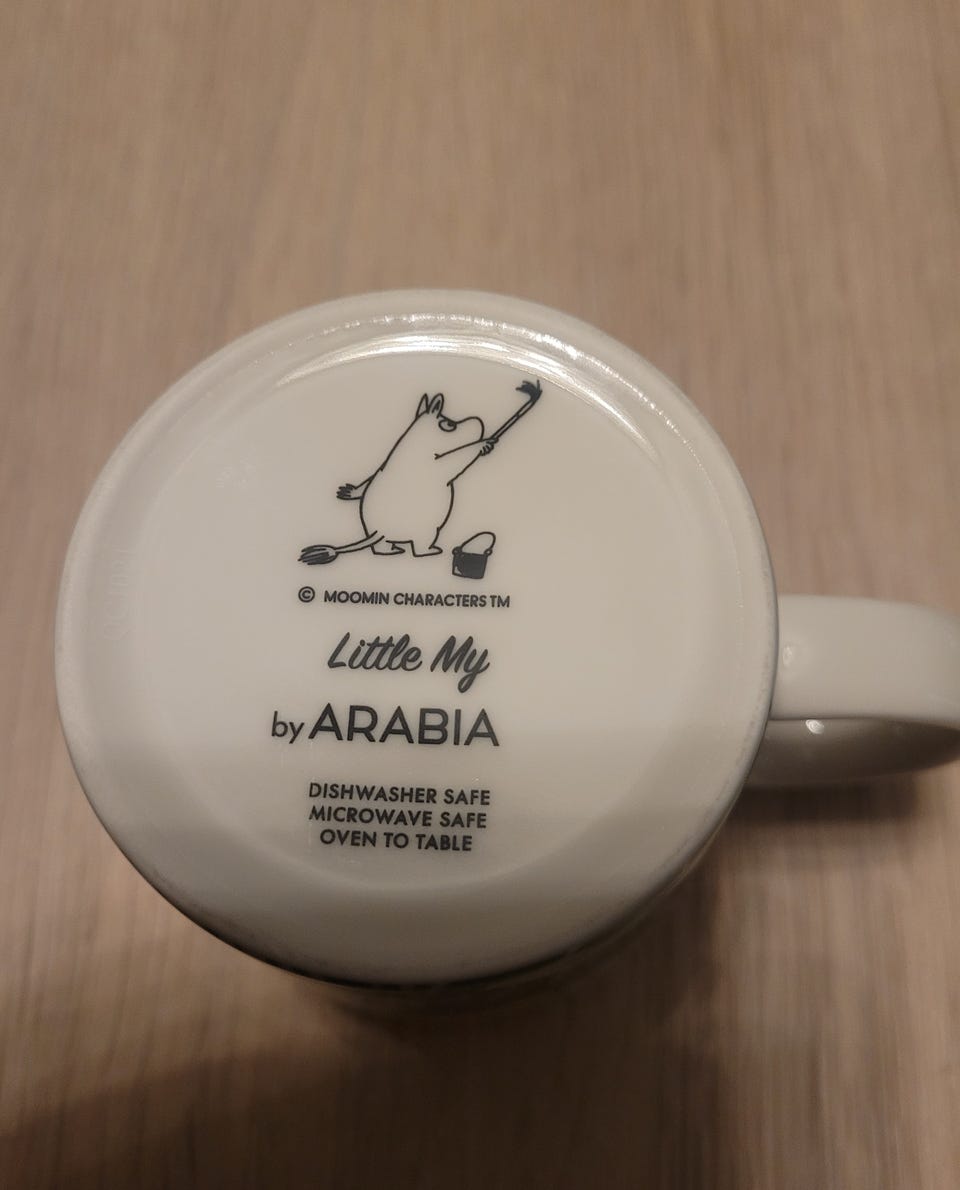 © MOOMIN CHARACTERS TM
Little My
by ARABIA
DISHWASHER SAFE
MICROWAVE SAFE
OVEN TO TABLE